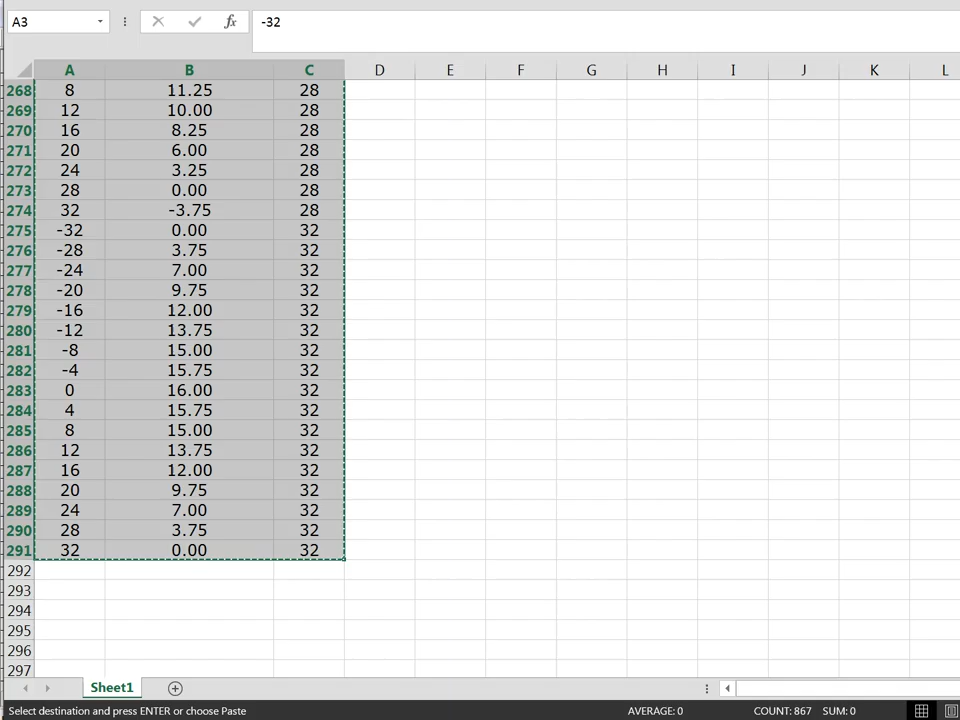 A3 fx -32
A B C D E F G H I J K L
268 8 11.25 28
269 12 10.00 28
270 16 8.25 28
271 20 6.00 28
272 24 3.25 28
273 28 0.00 28
274 32 -3.75 28
275 -32 0.00 32
276 -28 3.75 32
277 -24 7.00 32
278 -20 9.75 32
279 -16 12.00 32
280 -12 13.75 32
281 -8 15.00 32
282 -4 15.75 32
283 0 16.00 32
284 4 15.75 32
285 8 15.00 32
286 12 13.75 32
287 16 12.00 32
288 20 9.75 32
289 24 7.00 32
290 28 3.75 32
291 32 0.00 32
292
293
294
295
296
297
Sheet1
Select destination and press ENTER or choose Paste AVERAGE: 0 COUNT: 867 SUM: 0